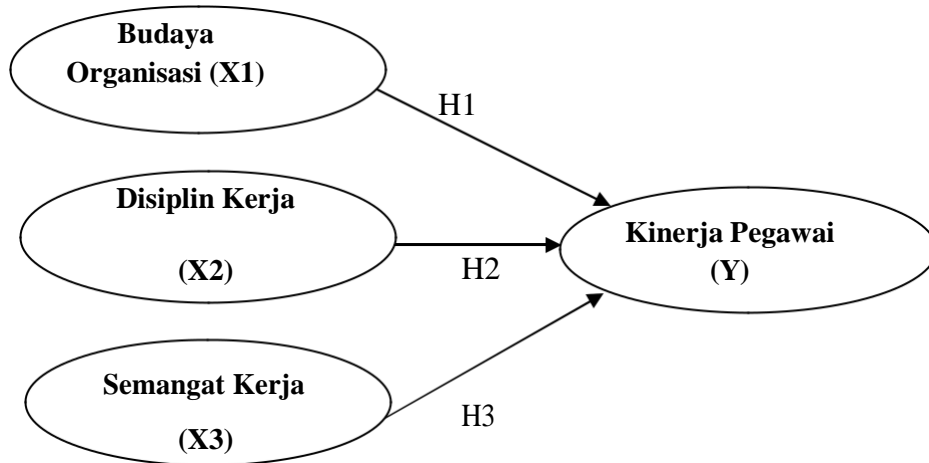 Budaya
Organisasi (X1)
H1
Disiplin Kerja
(X2)
H2
Kinerja Pegawai
(Y)
Semangat Kerja
(X3)
H3